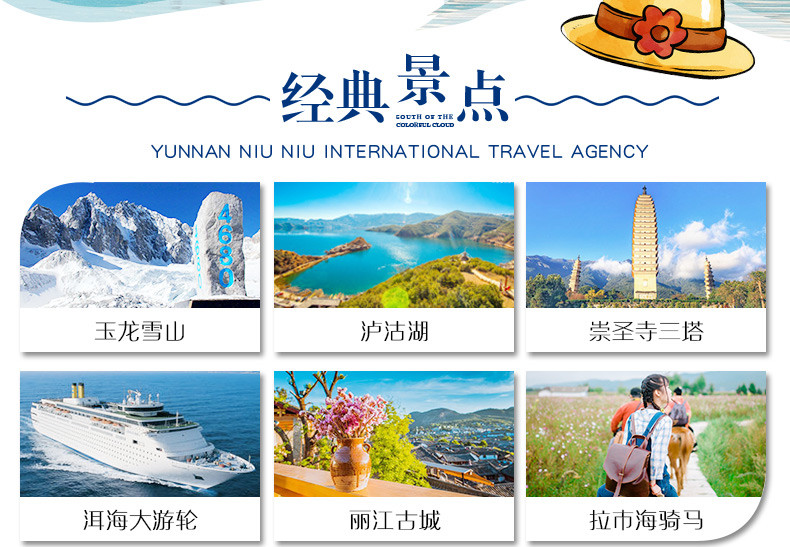 经典景点
SOUTH OF THE
COLORFUL CLOUD
YUNNAN NIU NIU INTERNATIONAL TRAVEL AGENCY
4680
玉龙雪山
泸沽湖
崇圣寺三塔
洱海大游轮
丽江古城
拉市海骑马